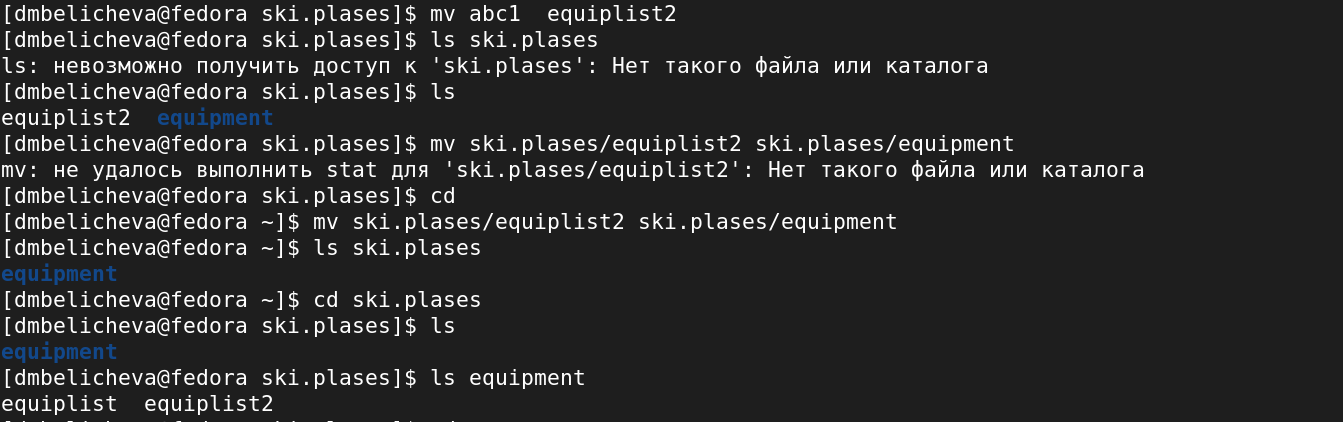 [dmbelicheva@fedora ski.plases]$ mv abc1  equiplist2
[dmbelicheva@fedora ski.plases]$ ls ski.plases
ls: невозможно получить доступ к 'ski.plases': Нет такого файла или каталога
[dmbelicheva@fedora ski.plases]$ ls
equiplist2  equipment
[dmbelicheva@fedora ski.plases]$ mv ski.plases/equiplist2 ski.plases/equipment
mv: не удалось выполнить stat для 'ski.plases/equiplist2': Нет такого файла или каталога
[dmbelicheva@fedora ski.plases]$ cd
[dmbelicheva@fedora ~]$ mv ski.plases/equiplist2 ski.plases/equipment
[dmbelicheva@fedora ~]$ ls ski.plases
equipment
[dmbelicheva@fedora ~]$ cd ski.plases
[dmbelicheva@fedora ski.plases]$ ls
equipment
[dmbelicheva@fedora ski.plases]$ ls equipment
equiplist  equiplist2